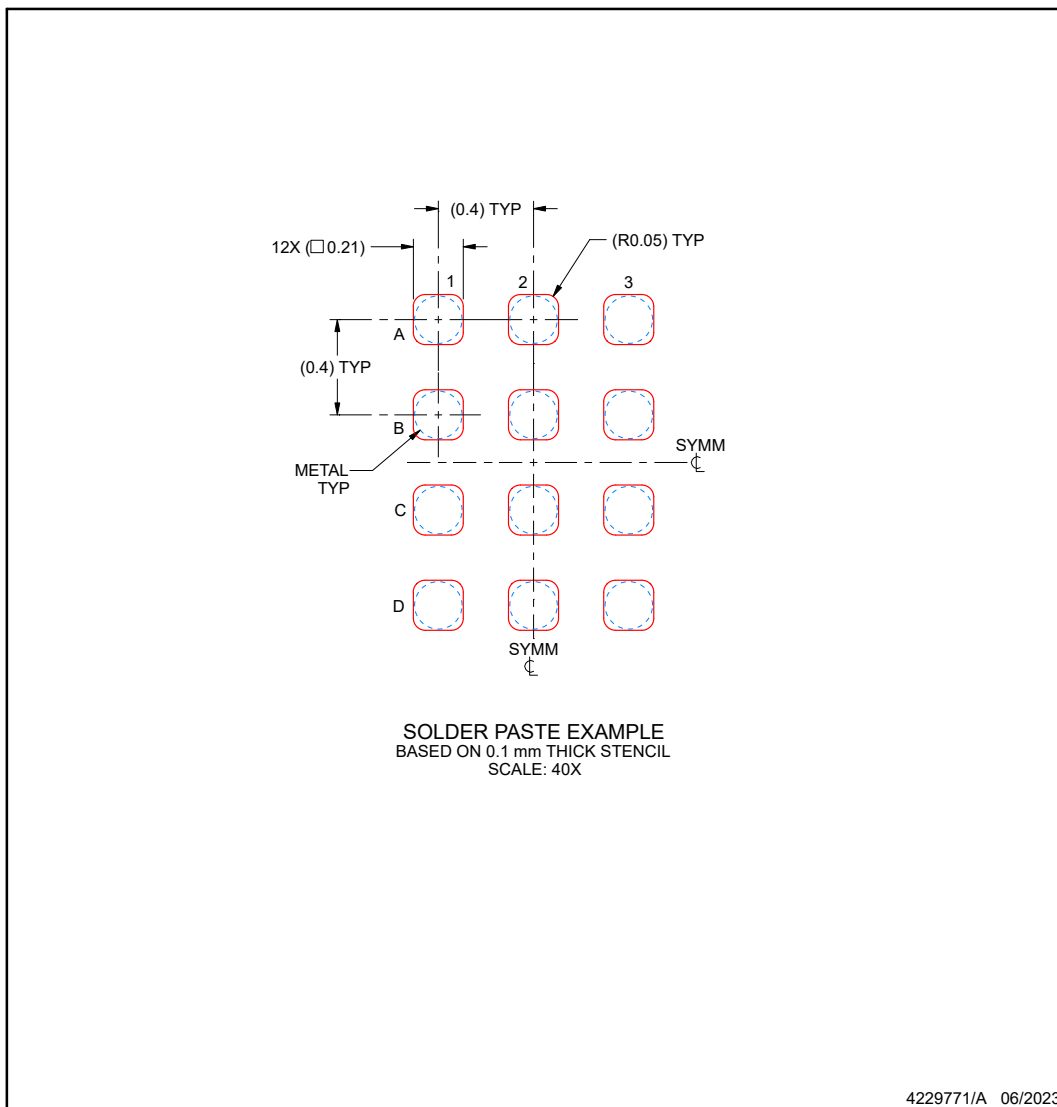 (0.4) TYP
12X (□0.21)
(R0.05) TYP
1
2
3
A
(0.4) TYP
B
METAL
TYP
SYMM
℄
C
D
SYMM
℄
SOLDER PASTE EXAMPLE
BASED ON 0.1 mm THICK STENCIL
SCALE: 40X
4229771/A 06/2023